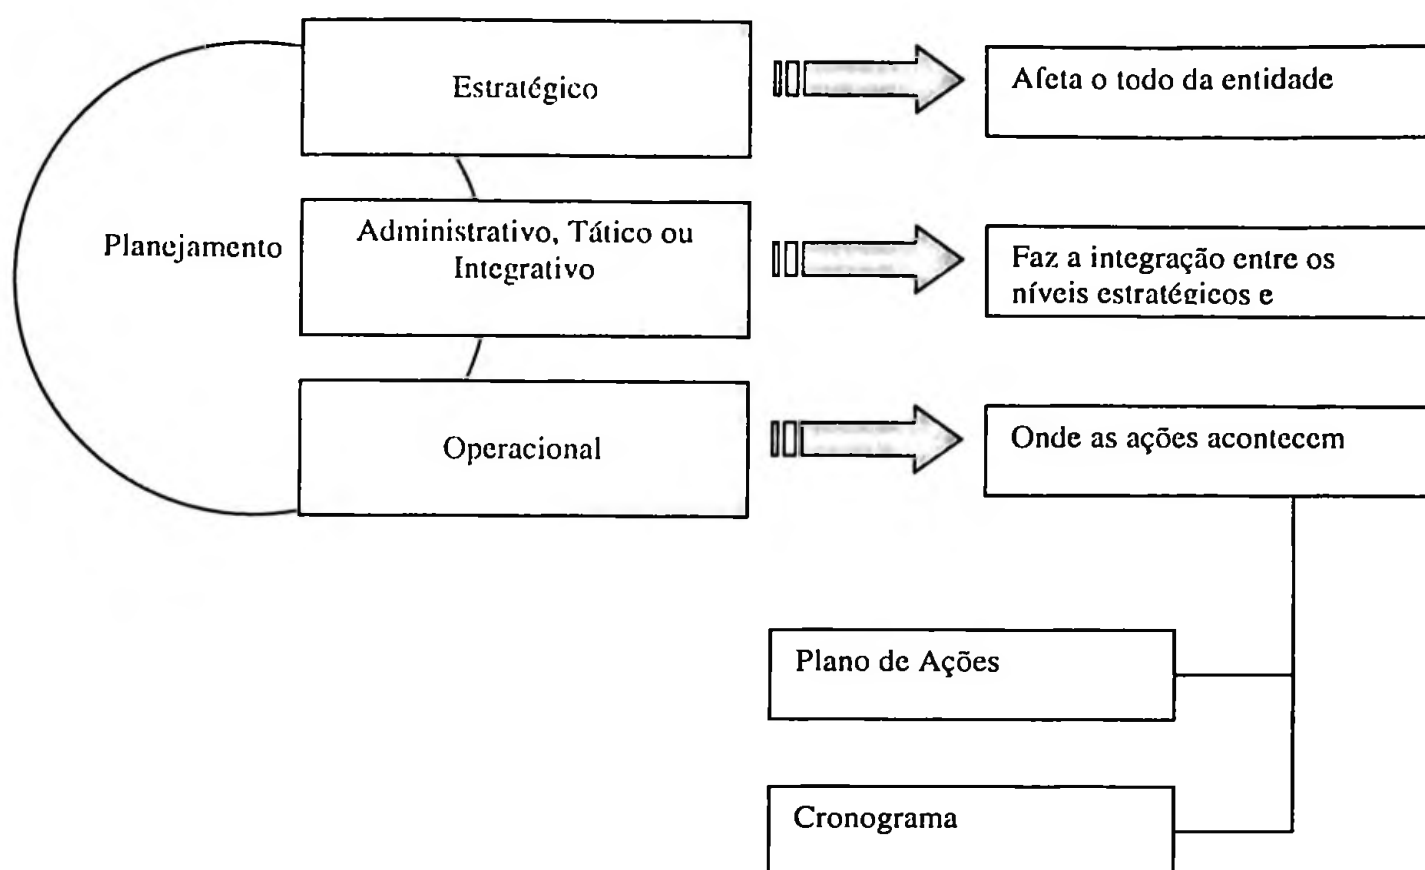 Estratégico
Afeta o todo da entidade
Planejamento
Administrativo, Tático ou
Integrativo
Faz a integração entre os
níveis estratégicos e
Operacional
Onde as ações acontecem
Plano de Ações
Cronograma